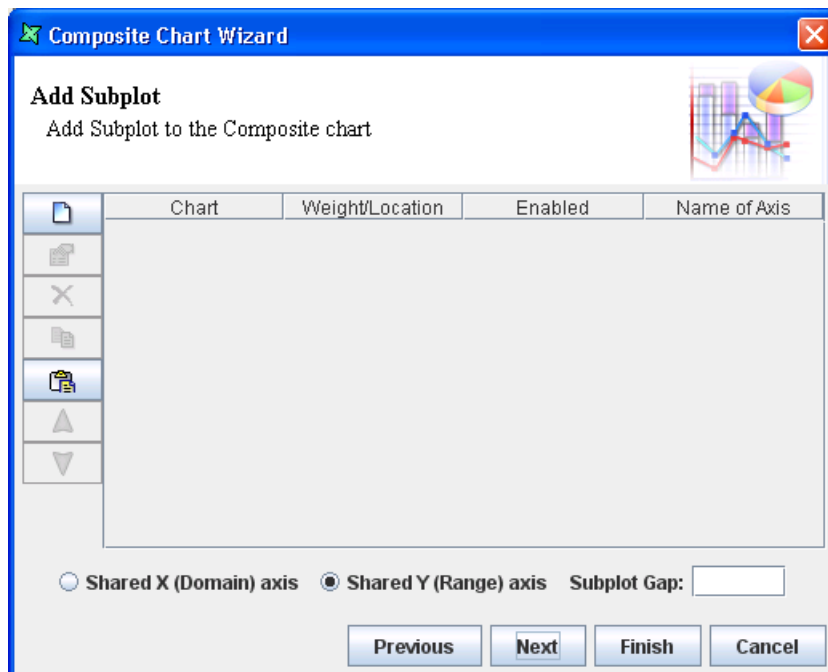 Composite Chart Wizard
Add Subplot
Add Subplot to the Composite chart
Chart Weight/Location Enabled Name of Axis
Shared X (Domain) axis Shared Y (Range) axis Subplot Gap:
Previous Next Finish Cancel